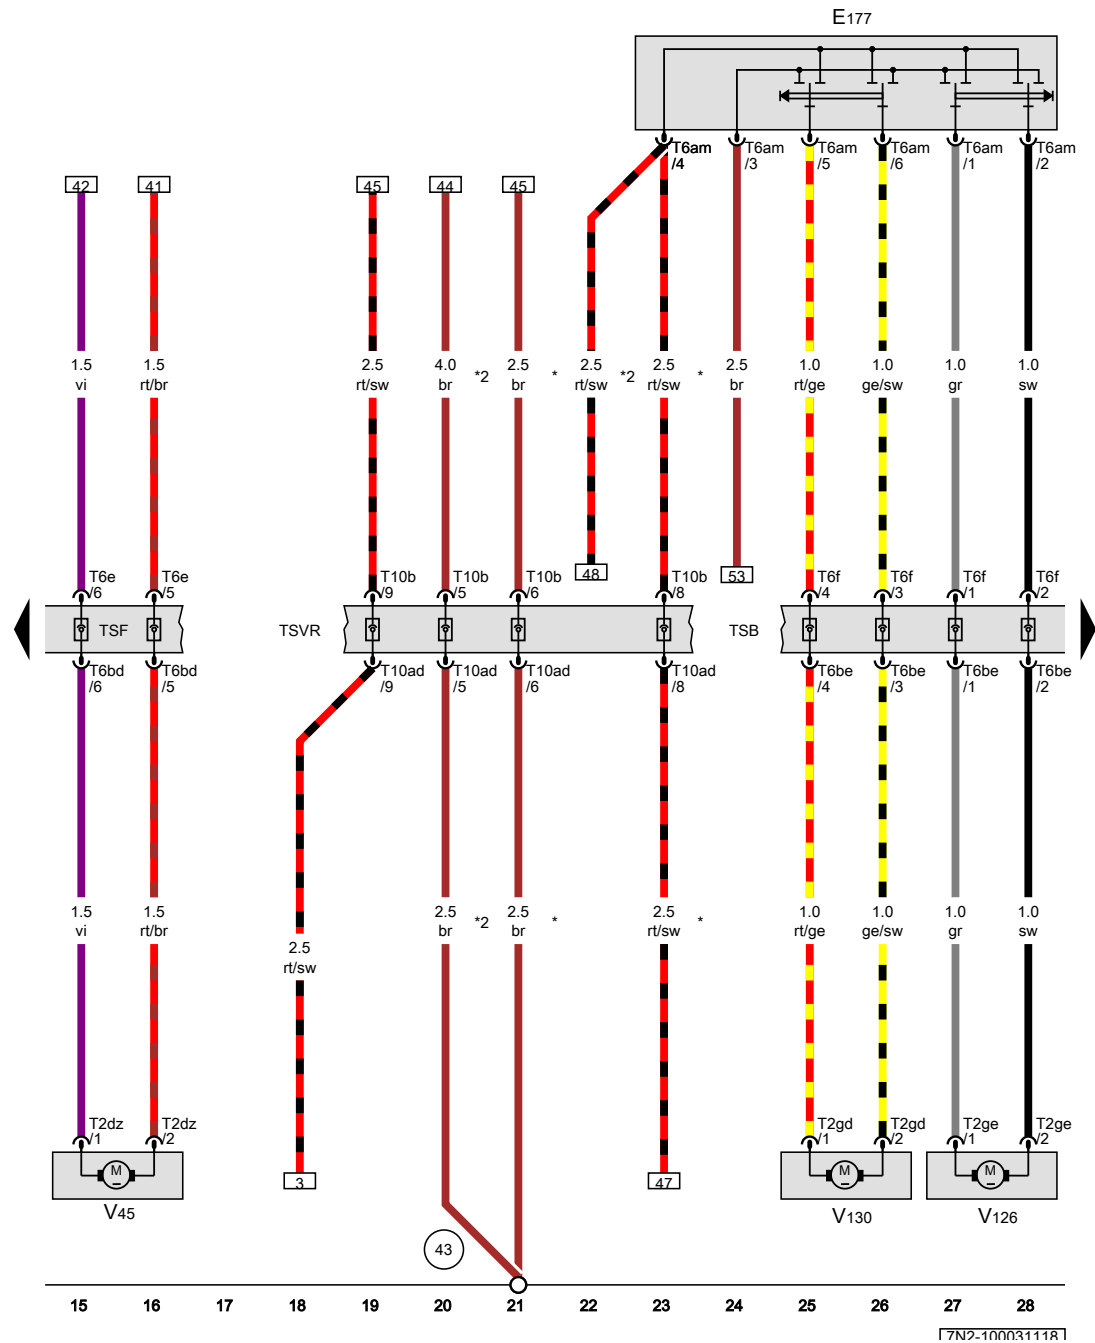 E177
T6am T6am T6am T6am T6am T6am
/4 /3 /5 /6 /1 /2
42 41 45 44 45
1.5 1.5 2.5 4.0 2.5 2.5 2.5 2.5 1.0 1.0 1.0 1.0
vi rt/br rt/sw br *2 br * rt/sw *2 rt/sw * br rt/ge ge/sw gr sw
48 53
T6e T6e T10b T10b T10b T10b T6f T6f T6f T6f
/6 /5 /9 /5 /6 /8 /4 /3 /1 /2
TSF TSVR TSB
T6bd T6bd T10ad T10ad T10ad T10ad T6be T6be T6be T6be
/6 /5 /9 /5 /6 /8 /4 /3 /1 /2
1.5 1.5 2.5 2.5 2.5 1.0 1.0 1.0 1.0
vi rt/br br *2 br * rt/sw * rt/ge ge/sw gr sw
2.5
rt/sw
T2dz T2dz T2gd T2gd T2ge T2ge
/1 /2 /1 /2 /1 /2
M M M
3 47
V45 V130 V126
43
15 16 17 18 19 20 21 22 23 24 25 26 27 28
7N2-100031118